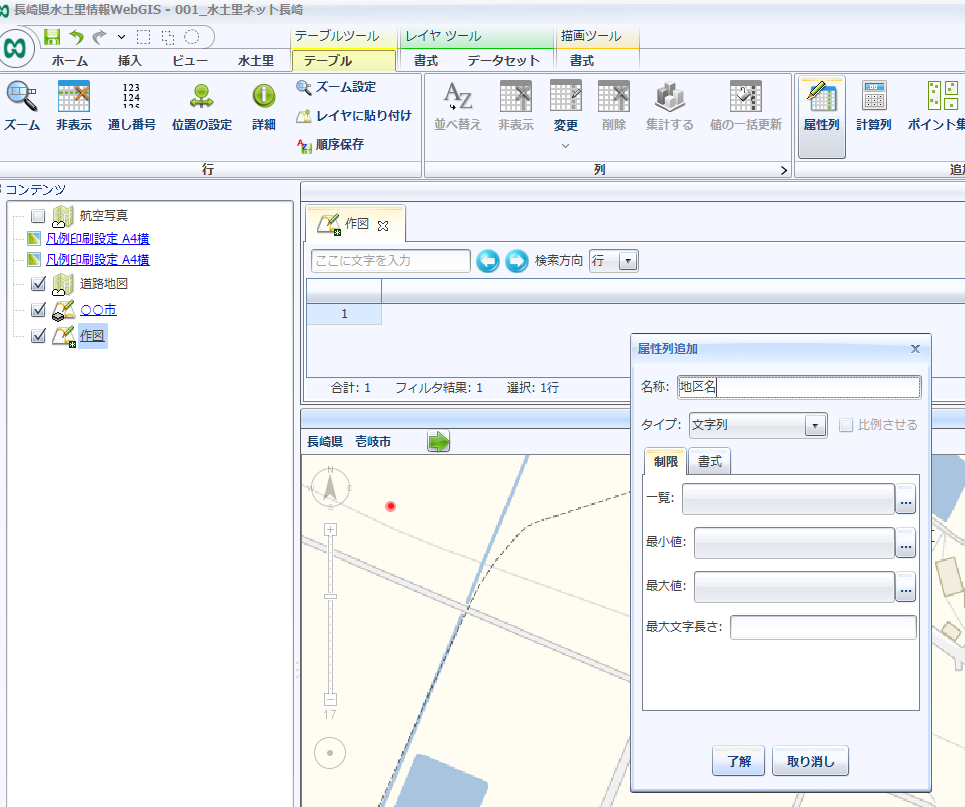 長崎県水土里情報WebGIS - 001_水土里ネット長崎
テーブルツール レイヤ ツール 描画ツール
ホーム 挿入 ビュー 水土里 テーブル 書式 データセット 書式
123
124
ズーム 非表示 通し番号 位置の設定 詳細
ズーム設定
レイヤに貼り付け
順序保存
行
並べ替え 非表示 変更 削除 集計する 値の一括更新
列
属性列 計算列 ポイント集
追加
コンテンツ
航空写真
凡例印刷設定 A4横
凡例印刷設定 A4横
道路地図
〇〇市
作図
作図
ここに文字を入力 検索方向 行
1
合計: 1 フィルタ結果: 1 選択: 1行
長崎県 壱岐市
N
W E
S
17
属性列追加
名称: 地区名
タイプ: 文字列 比例させる
制限 書式
一覧: ...
最小値: ...
最大値: ...
最大文字長さ:
了解 取り消し